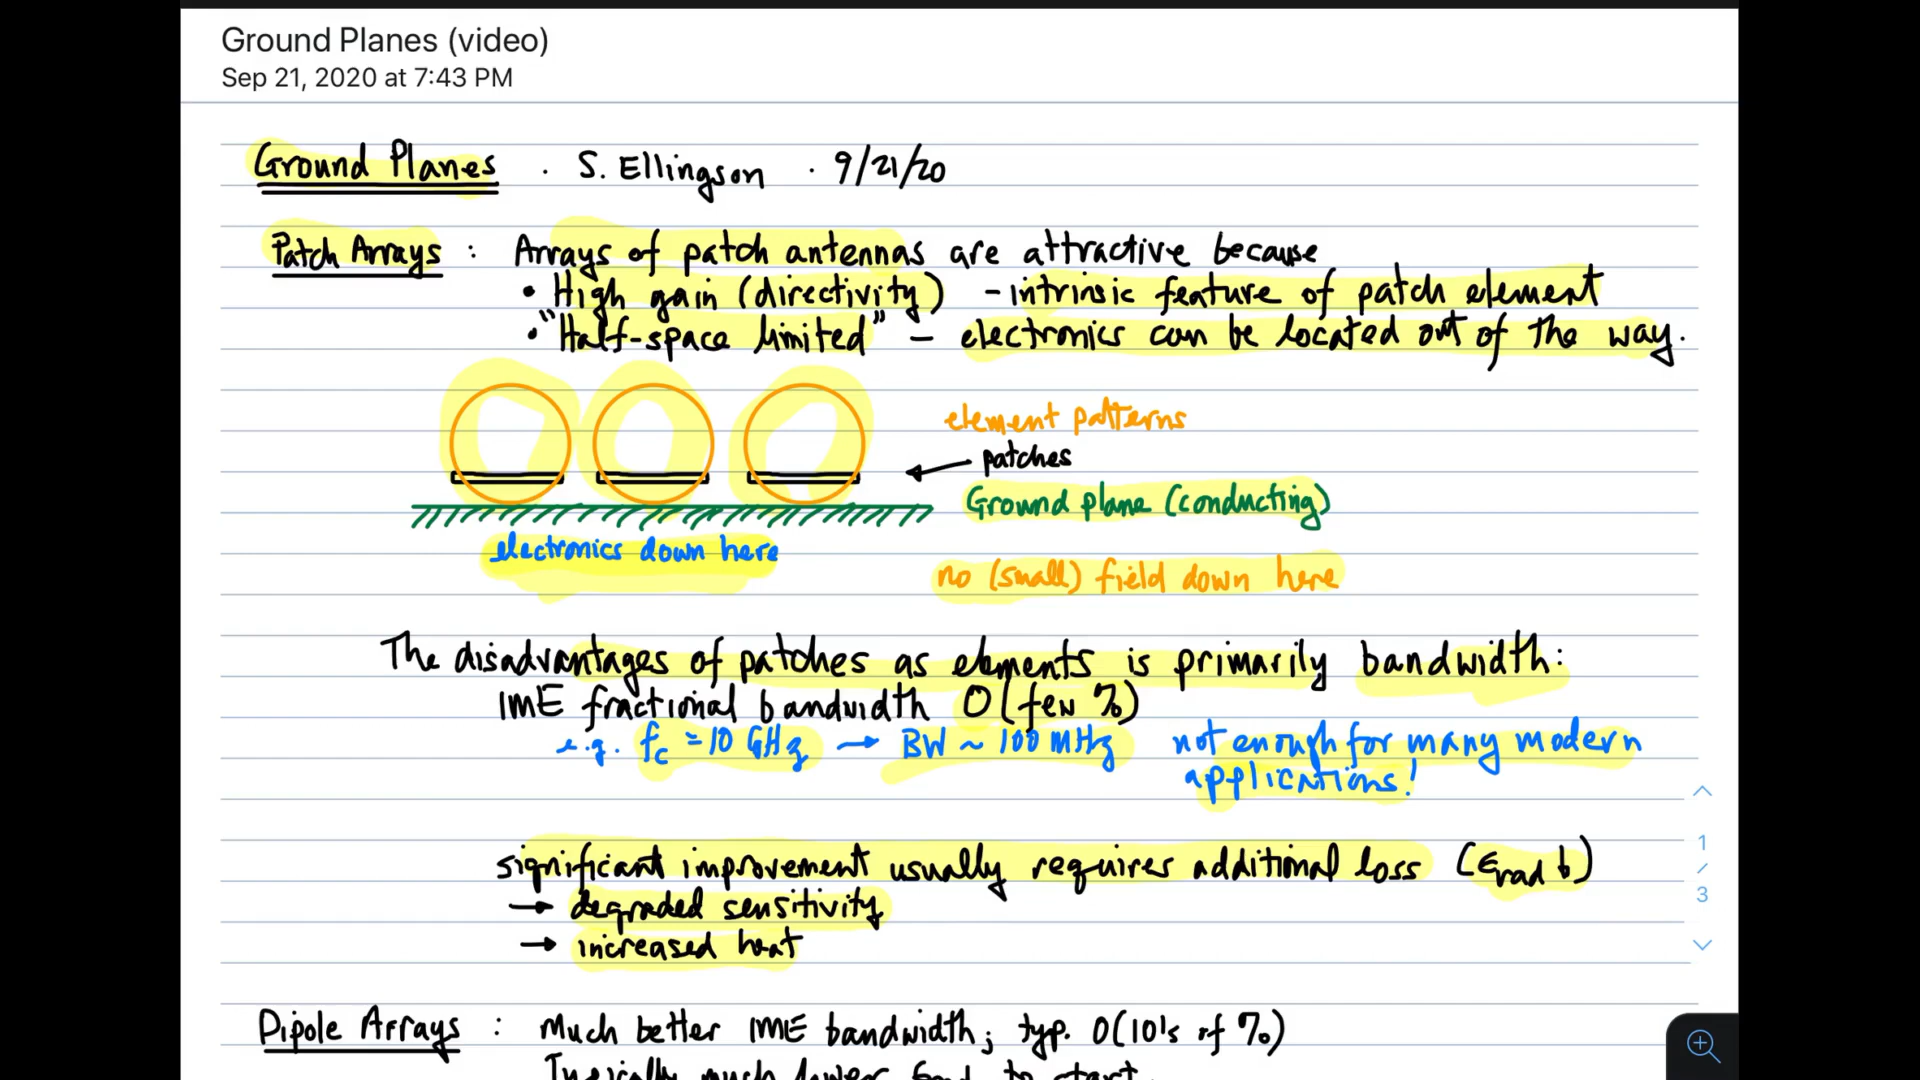 Ground Planes (video)
Sep 21, 2020 at 7:43 PM
Ground Planes . S. Ellingson . 9/21/20
Patch Arrays : Arrays of patch antennas are attractive because
• High gain (directivity) - intrinsic feature of patch element
• "Half-space limited" - electronics can be located out of the way.
element patterns
← patches
Ground plane (conducting)
electronics down here
no (small) field down here
The disadvantages of patches as elements is primarily bandwidth:
IME fractional bandwidth O(few %)
e.g. fc = 10 GHz → BW ~ 100 MHz not enough for many modern
applications!
significant improvement usually requires additional loss (εrad ↓)
→ degraded sensitivity
→ increased heat
1
/
3
Dipole Arrays : Much better IME bandwidth; typ. O(10's of %)
Typically much lower to start